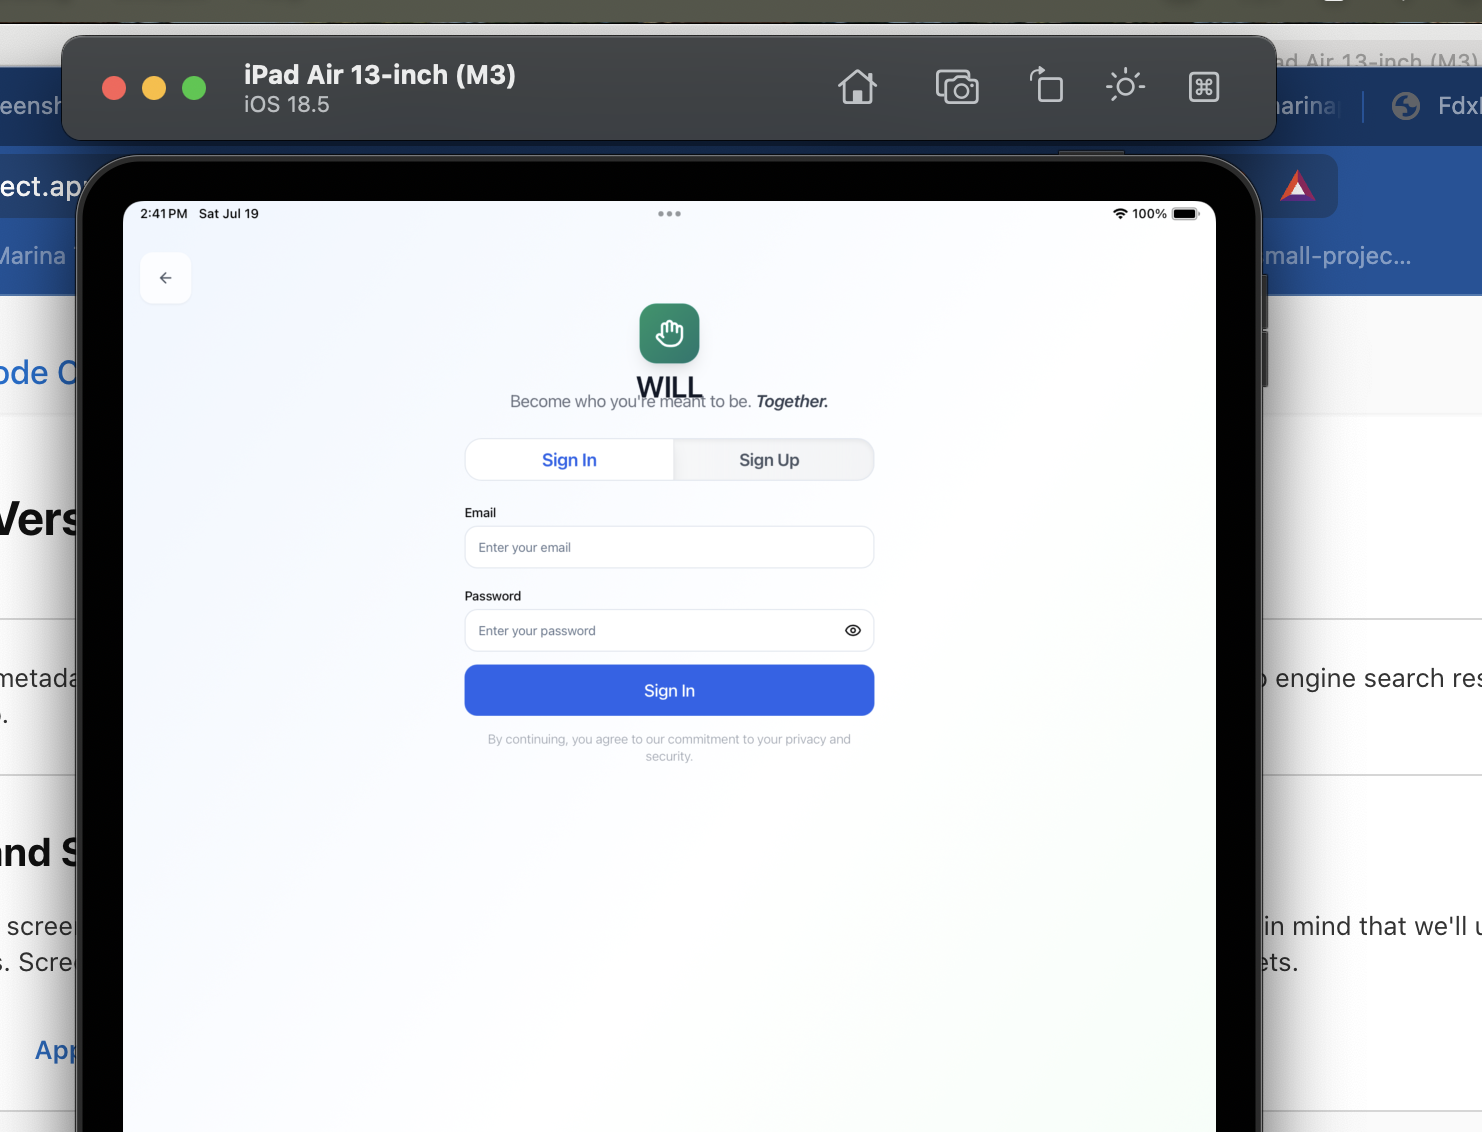 ad Air 13-inch (M3)
iPad Air 13-inch (M3)
iOS 18.5
eensh
marina
Fdx
ect.ap
Marina
small-projec...
2:41 PM Sat Jul 19
100%
WILL
Become who you're meant to be. Together.
ode C
Sign In
Sign Up
Email
Enter your email
Vers
Password
Enter your password
Sign In
metada
engine search res
By continuing, you agree to our commitment to your privacy and
security.
nd S
scree
in mind that we'll u
s. Scre
ets.
App